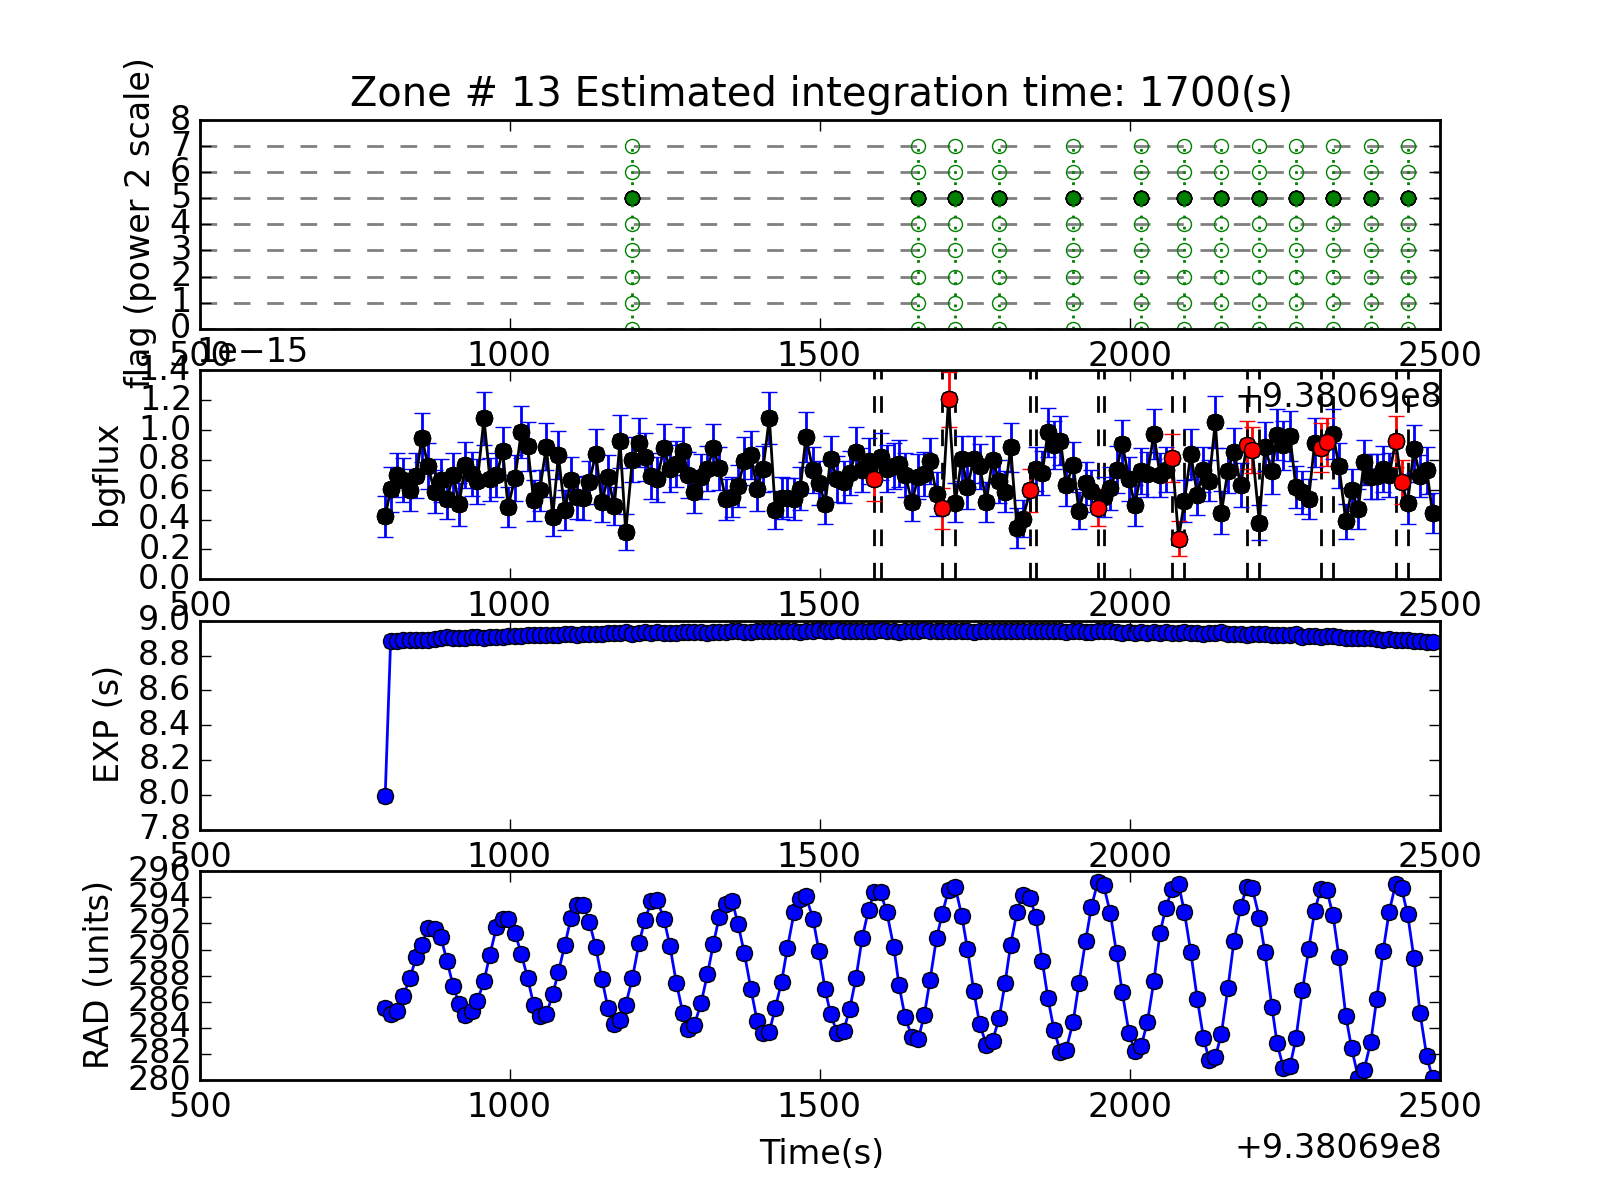 Zone # 13 Estimated integration time: 1700(s)
flag (power 2 scale)
8
7
6
5
4
3
2
1
0
500 1000 1500 2000 2500
1e−15
+9.38069e8
bgflux
1.4
1.2
1.0
0.8
0.6
0.4
0.2
0.0
500 1000 1500 2000 2500
EXP (s)
9.0
8.8
8.6
8.4
8.2
8.0
7.8
500 1000 1500 2000 2500
RAD (units)
296
294
292
290
288
286
284
282
280
500 1000 1500 2000 2500
Time(s)
+9.38069e8